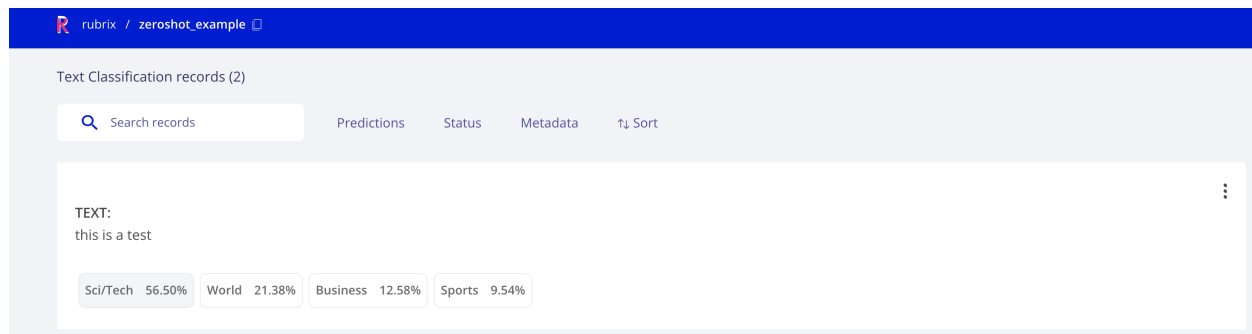 rubrix / zeroshot_example
Text Classification records (2)
Search records Predictions Status Metadata ↑↓ Sort
TEXT:
this is a test
Sci/Tech 56.50% World 21.38% Business 12.58% Sports 9.54%